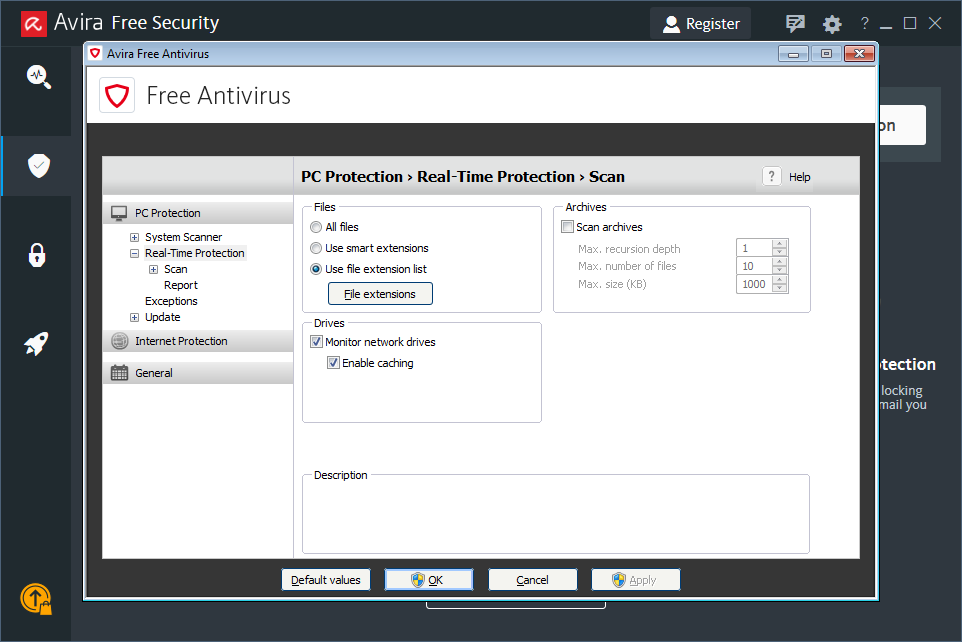 Avira Free Security
Register
?
Avira Free Antivirus
Free Antivirus
on
PC Protection › Real-Time Protection › Scan
? Help
PC Protection
System Scanner
Real-Time Protection
Scan
Report
Exceptions
Update
Internet Protection
General
Files
All files
Use smart extensions
Use file extension list
File extensions
Archives
Scan archives
Max. recursion depth 1
Max. number of files 10
Max. size (KB) 1000
Drives
Monitor network drives
Enable caching
Description
otection
locking
mail you
Default values
OK
Cancel
Apply